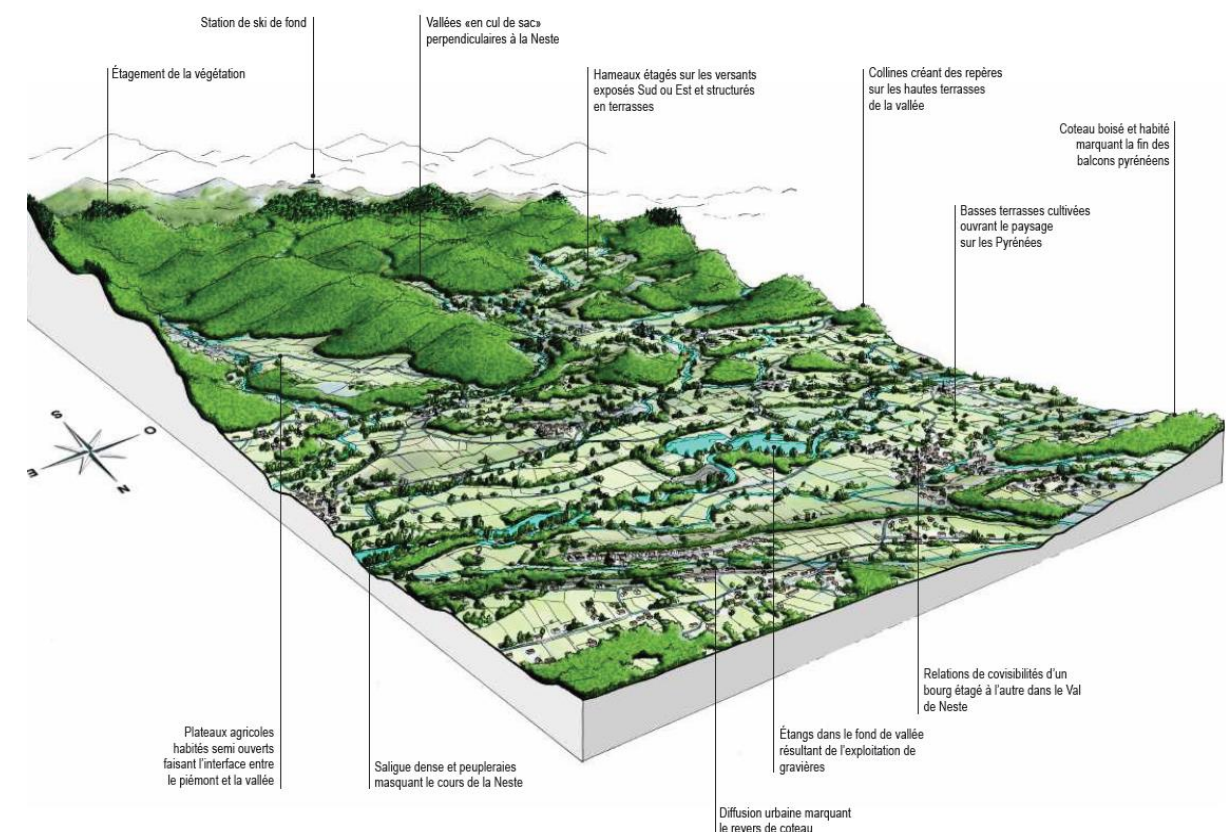 Station de ski de fond
Vallées «en cul de sac»
perpendiculaires à la Neste
Étagement de la végétation
Hameaux étagés sur les versants
exposés Sud ou Est et structurés
en terrasses
Collines créant des repères
sur les hautes terrasses
de la vallée
Coteau boisé et habité
marquant la fin des
balcons pyrénéens
Basses terrasses cultivées
ouvrant le paysage
sur les Pyrénées
S
O
E
N
Relations de covisibilités d'un
bourg étagé à l'autre dans le Val
de Neste
Plateaux agricoles
habités semi ouverts
faisant l'interface entre
le piémont et la vallée
Saligue dense et peupleraies
masquant le cours de la Neste
Étangs dans le fond de vallée
résultant de l'exploitation de
gravières
Diffusion urbaine marquant
le revers de coteau